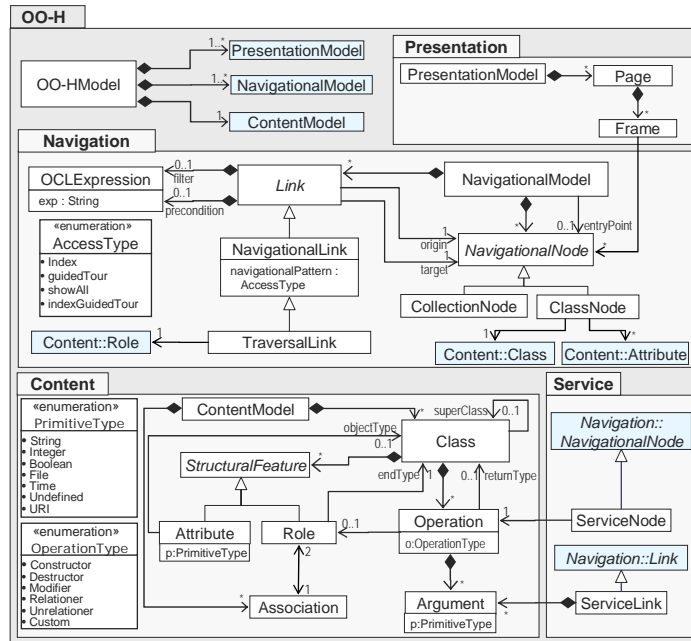 OO-H
OO-HModel
1..*
PresentationModel
1..*
NavigationalModel
1
ContentModel
Presentation
PresentationModel
*
Page
*
Frame
Navigation
OCLExpression
exp : String
0..1
filter
0..1
precondition
Link
*
NavigationalModel
*
0..1
entryPoint
«enumeration»
AccessType
• Index
• guidedTour
• showAll
• indexGuidedTour
NavigationalLink
navigationalPattern :
AccessType
1
origin
1
target
NavigationalNode
*
CollectionNode
ClassNode
Content::Role
1
TraversalLink
1
*
Content::Class
Content::Attribute
Content
«enumeration»
PrimitiveType
• String
• Integer
• Boolean
• File
• Time
• Undefined
• URI
«enumeration»
OperationType
• Constructor
• Destructor
• Modifier
• Relationer
• Unrelationer
• Custom
ContentModel
*
superClass
0..1
objectType
0..1
Class
StructuralFeature
*
endType
1
0..1
returnType
*
Attribute
p:PrimitiveType
Role
0..1
Operation
o:OperationType
1
2
1
*
Association
*
Argument
p:PrimitiveType
*
Service
Navigation::
NavigationalNode
ServiceNode
Navigation::Link
ServiceLink